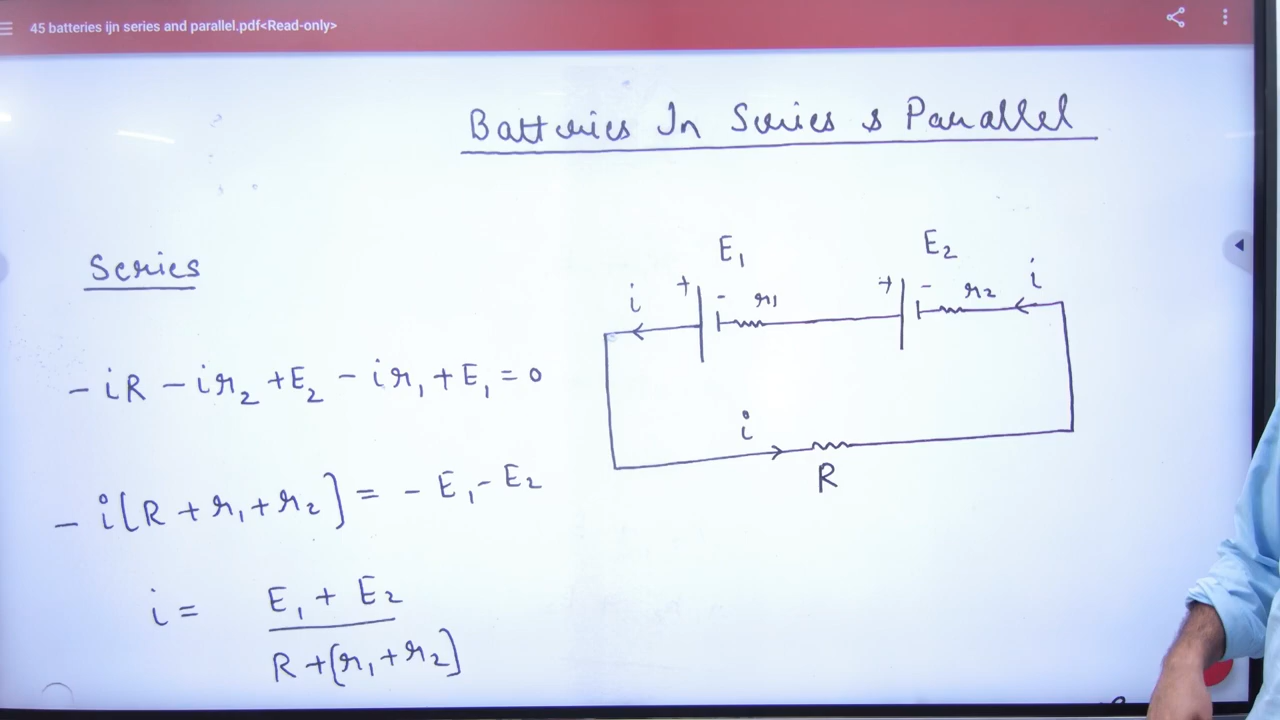 45 batteries ijn series and parallel.pdf<Read-only>
Batteries In Series & Parallel
Series
E₁ E₂
i + - r₁ + - r₂ i
- iR - ir₂ + E₂ - ir₁ + E₁ = 0
i
R
- i[R + r₁ + r₂] = - E₁ - E₂
i = E₁ + E₂
R + [r₁ + r₂]